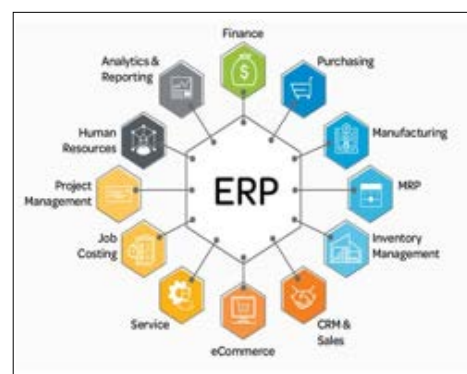 Finance
Analytics &
Reporting
Purchasing
Human
Resources
Manufacturing
Project
Management
ERP
MRP
Job
Costing
Inventory
Management
Service
eCommerce
CRM &
Sales